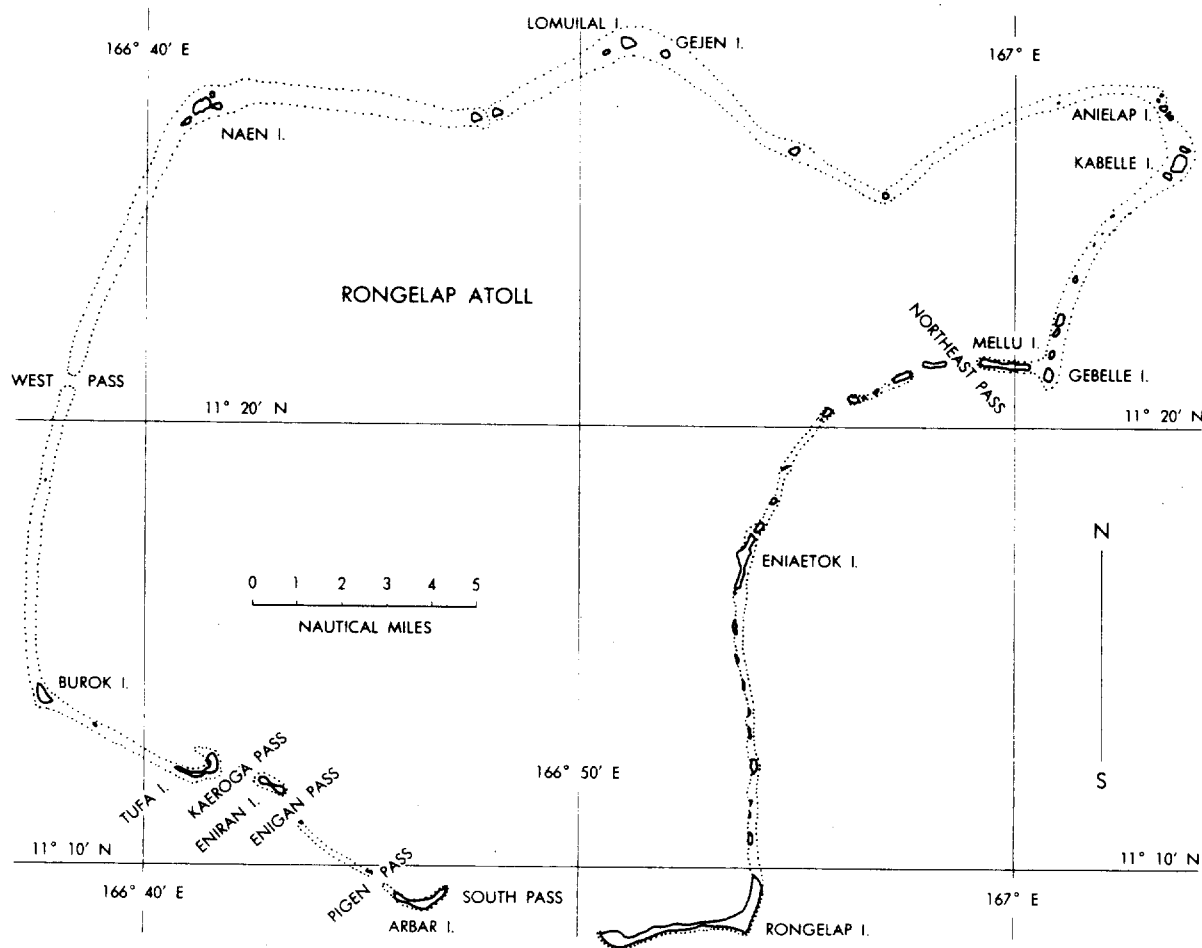 LOMUILAL I.
166° 40' E
GEJEN I.
167° E
NAEN I.
ANIELAP I.
KABELLE I.
RONGELAP ATOLL
NORTHEAST PASS
MELLU I.
WEST PASS
GEBELLE I.
11° 20' N
11° 20' N
N
ENIAETOK I.
0 1 2 3 4 5
NAUTICAL MILES
BUROK I.
S
166° 50' E
TUFA I.
KAEROGA PASS
ENIRAN I.
ENIGAN PASS
11° 10' N
PIGEN PASS
11° 10' N
166° 40' E
SOUTH PASS
167° E
ARBAR I.
RONGELAP I.